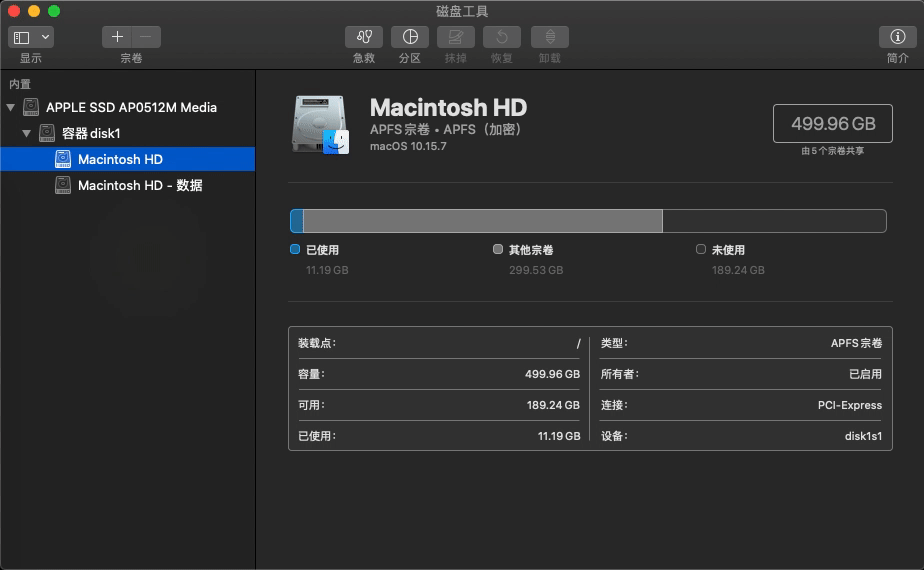 磁盘工具
显示
宗卷
急救
分区
抹掉
恢复
卸载
简介
内置
APPLE SSD AP0512M Media
容器 disk1
Macintosh HD
Macintosh HD - 数据
Macintosh HD
APFS 宗卷 • APFS（加密）
macOS 10.15.7
499.96 GB
由 5 个宗卷共享
已使用
11.19 GB
其他宗卷
299.53 GB
未使用
189.24 GB
装载点： /
容量： 499.96 GB
可用： 189.24 GB
已使用： 11.19 GB
类型： APFS 宗卷
所有者： 已启用
连接： PCI-Express
设备： disk1s1